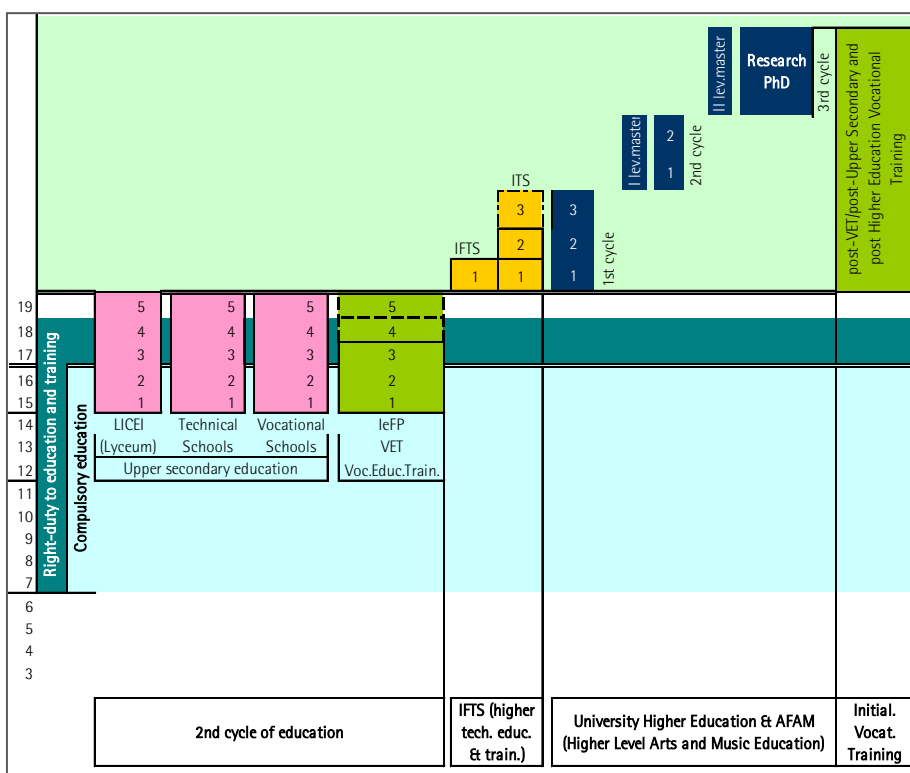 II lev.master
Research
PhD
3rd cycle
post-VET/post-Upper Secondary and
post Higher Education Vocational
Training
I lev.master
2
1
2nd cycle
ITS
3
2
1
IFTS
1
3
2
1
1st cycle
19 5 5 5 5
18 4 4 4 4
17 3 3 3 3
16 2 2 2 2
15 1 1 1 1
14 LICEI Technical Vocational IeFP
13 (Lyceum) Schools Schools VET
12 Upper secondary education Voc.Educ.Train.
11
10
9
8
7
6
5
4
3
Right-duty to education and training
Compulsory education
2nd cycle of education
IFTS (higher
tech. educ.
& train.)
University Higher Education & AFAM
(Higher Level Arts and Music Education)
Initial.
Vocat.
Training